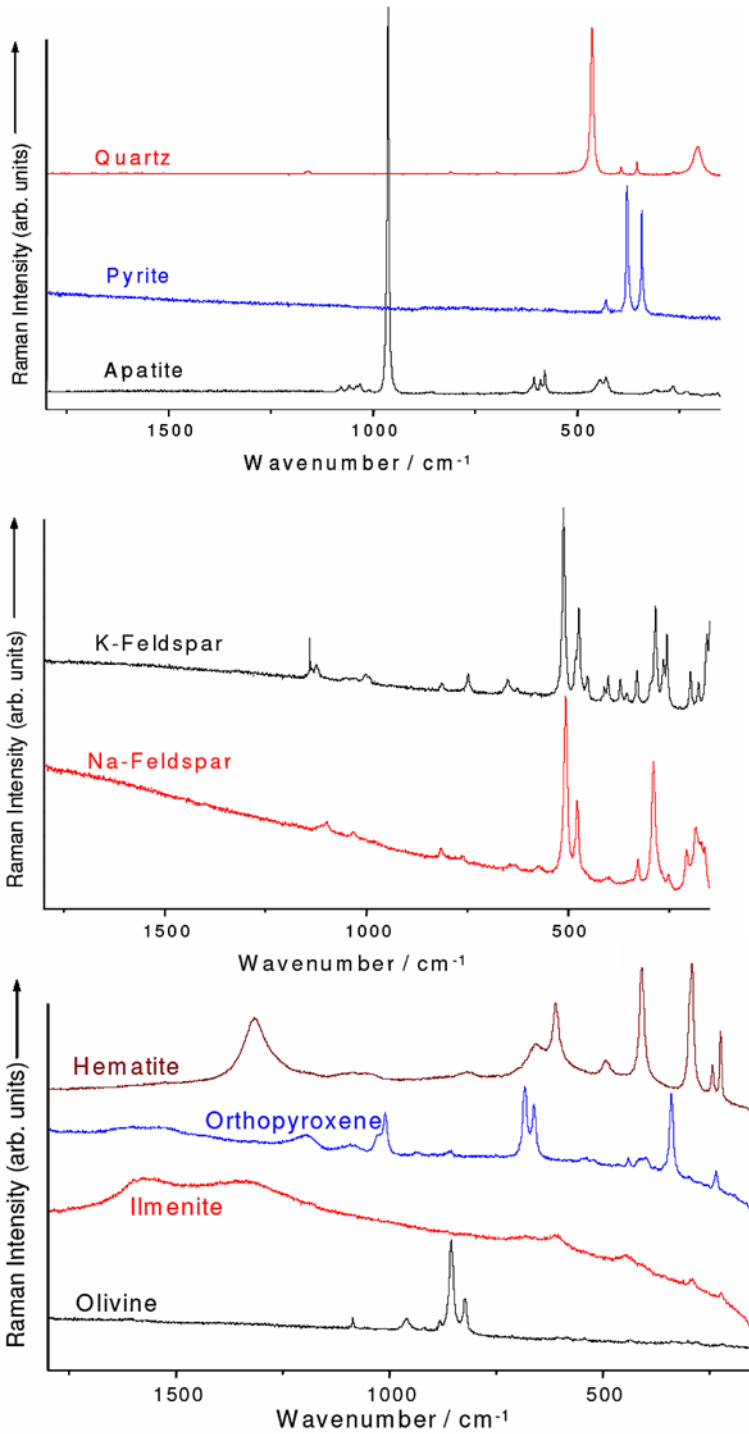 Raman Intensity (arb. units)
Quartz
Pyrite
Apatite
1500 1000 500
Wavenumber / cm⁻¹
Raman Intensity (arb. units)
K-Feldspar
Na-Feldspar
1500 1000 500
Wavenumber / cm⁻¹
Raman Intensity (arb. units)
Hematite
Orthopyroxene
Ilmenite
Olivine
1500 1000 500
Wavenumber / cm⁻¹